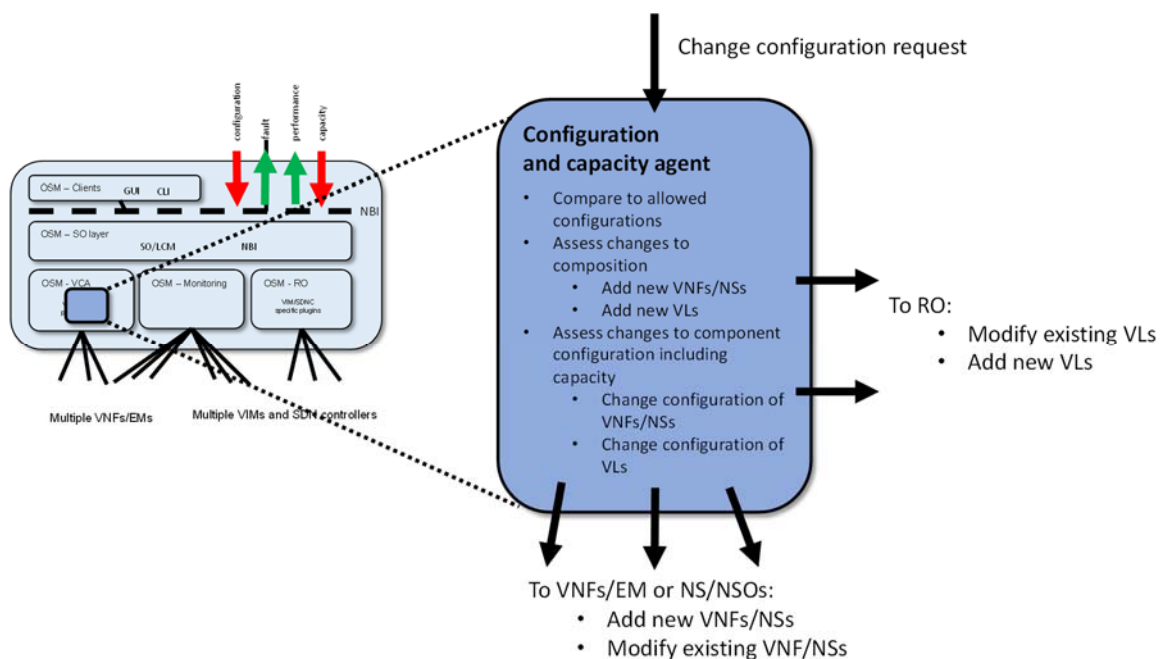 Change configuration request
configuration
fault
performance
capacity
OSM – Clients
GUI CLI
NBI
OSM – SO layer
SO/LCM NBI
OSM - VCA
OSM – Monitoring
OSM - RO
VIM/SDNC
specific plugins
Multiple VNFs/EMs
Multiple VIMs and SDN controllers
Configuration
and capacity agent
• Compare to allowed
configurations
• Assess changes to
composition
• Add new VNFs/NSs
• Add new VLs
• Assess changes to component
configuration including
capacity
• Change configuration of
VNFs/NSs
• Change configuration of
VLs
To RO:
• Modify existing VLs
• Add new VLs
To VNFs/EM or NS/NSOs:
• Add new VNFs/NSs
• Modify existing VNF/NSs